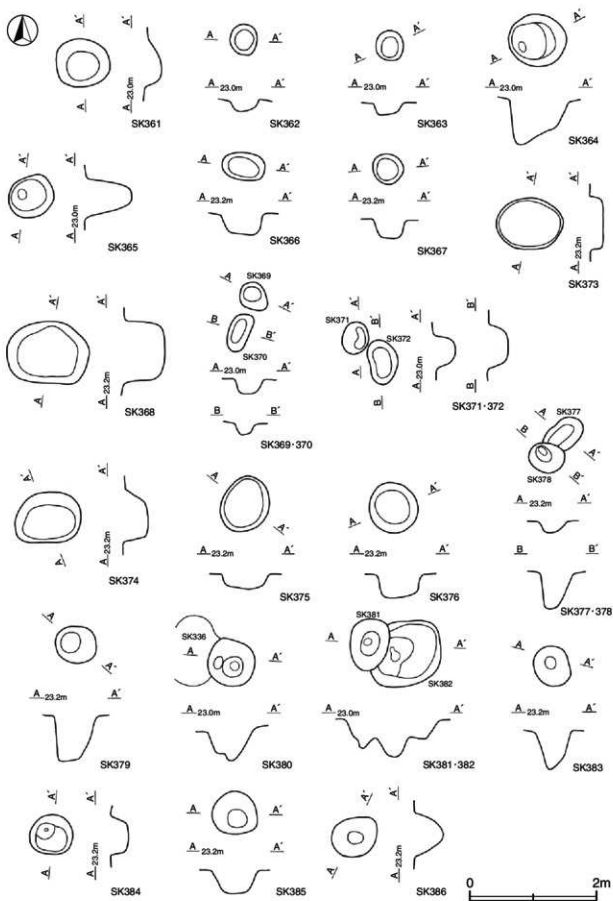 A A´ A A´ 23.0m
SK361
A A´
A 23.0m A´
SK362
A A´
A 23.0m A´
SK363
A A´
A 23.0m A´
SK364
A A´ A A´ 23.0m
SK365
A A´
A 23.2m A´
SK366
A A´
A 23.2m A´
SK367
A A´ A A´ 23.2m
SK373
A A´ A A´ 23.2m
SK368
A SK369 A´
B SK370 B´
A 23.0m A´
B B´
SK369·370
SK371 A A´
SK372 B B´
A A´ 23.0m
B B´
SK371·372
SK377 A A´
SK378 B B´
A 23.2m A´
B B´
SK377·378
A A´ A A´ 23.2m
SK374
A A´
A 23.2m A´
SK375
A A´
A 23.2m A´
SK376
A A´
A 23.2m A´
SK379
SK336
A A´
A 23.0m A´
SK380
SK381
A A´
SK382
A 23.0m A´
SK381·382
A A´
A 23.2m A´
SK383
A A´ A A´ 23.2m
SK384
A A´
A 23.2m A´
SK385
A A´ A A´ 23.2m
SK386
0 2m